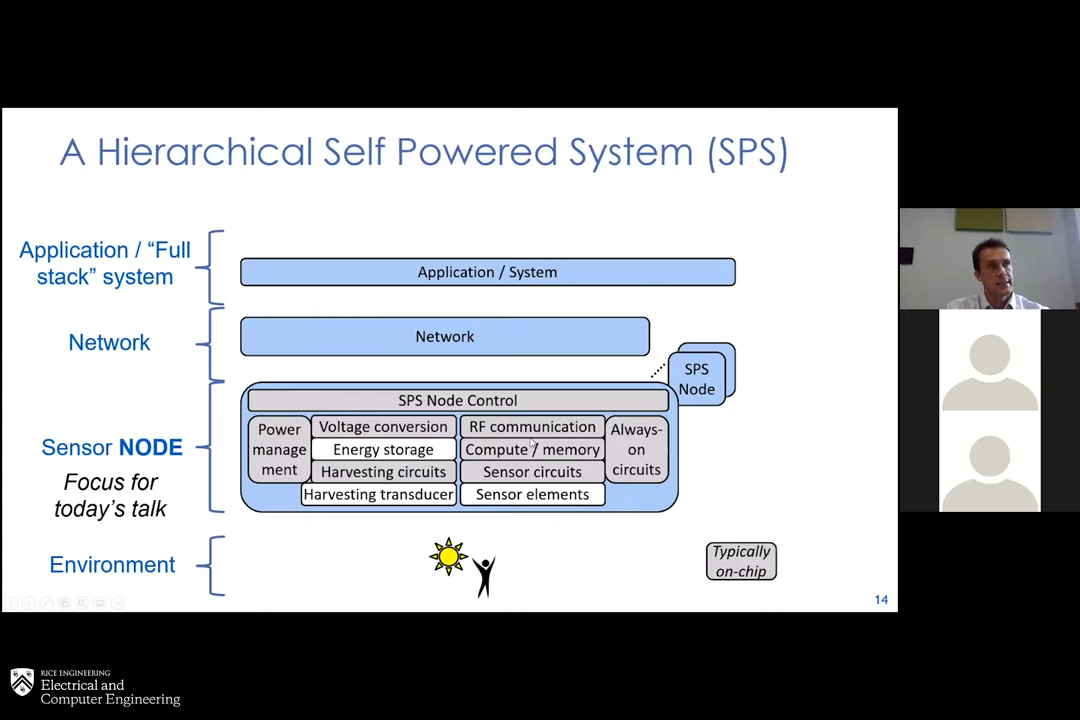 A Hierarchical Self Powered System (SPS)
Application / “Full
stack” system
Application / System
Network
Network
SPS
Node
SPS Node Control
Power
manage
ment
Voltage conversion
Energy storage
Harvesting circuits
Harvesting transducer
RF communication
Compute / memory
Sensor circuits
Sensor elements
Always-
on
circuits
Sensor NODE
Focus for
today’s talk
Environment
Typically
on-chip
14
RICE ENGINEERING
Electrical and
Computer Engineering